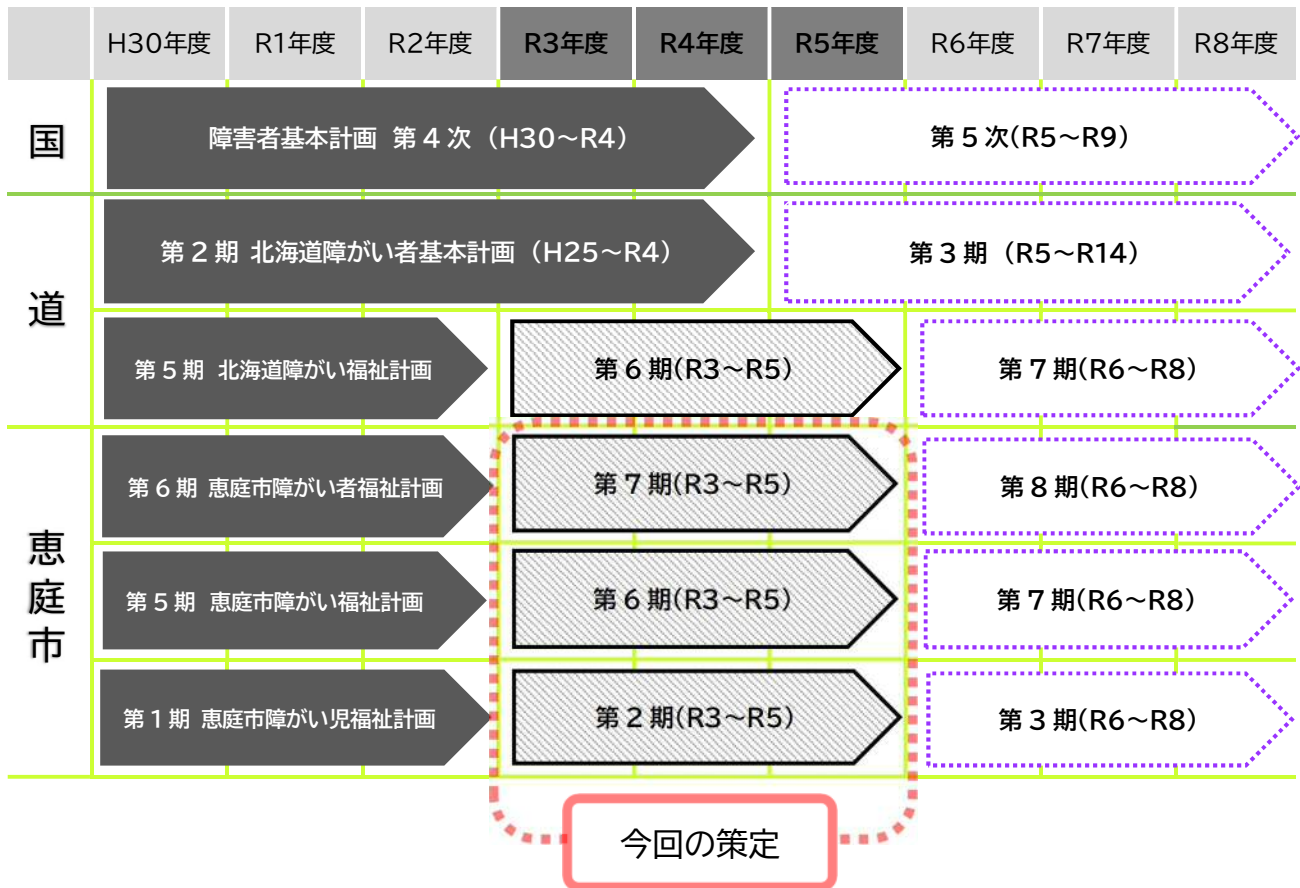 H30年度 R1年度 R2年度 R3年度 R4年度 R5年度 R6年度 R7年度 R8年度
国
障害者基本計画 第4次（H30～R4）
第5次(R5～R9)
道
第2期 北海道障がい者基本計画（H25～R4）
第3期（R5～R14）
第5期 北海道障がい福祉計画
第6期(R3～R5)
第7期(R6～R8)
恵庭市
第6期 恵庭市障がい者福祉計画
第7期(R3～R5)
第8期(R6～R8)
第5期 恵庭市障がい福祉計画
第6期(R3～R5)
第7期(R6～R8)
第1期 恵庭市障がい児福祉計画
第2期(R3～R5)
第3期(R6～R8)
今回の策定